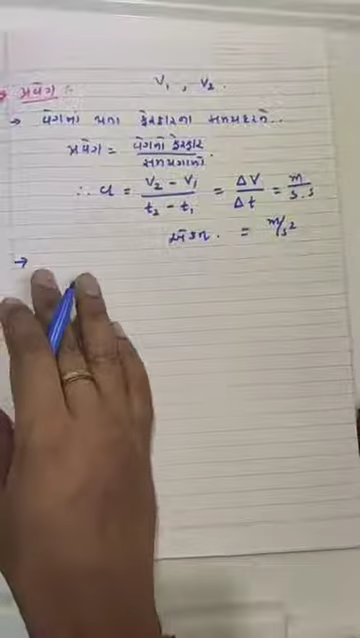 પ્રવેગ :- V₁ , V₂ .
→ વેગમાં થતા ફેરફારના સમયદરને..
પ્રવેગ = વેગનો ફેરફાર / સમયગાળો.
∴ a = V₂ - V₁ / t₂ - t₁ = ΔV / Δt = m / s.s
એકમ. = m/s²
→